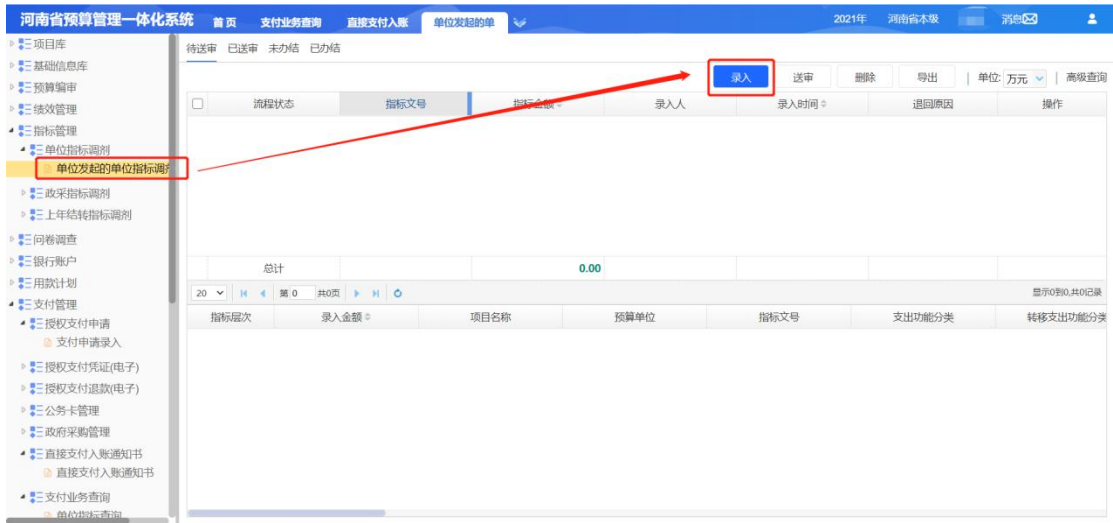 河南省预算管理一体化系统 首页 支付业务查询 直接支付入账 单位发起的单 2021年 河南省本级 消息
项目库
基础信息库
预算编审
绩效管理
指标管理
单位指标调剂
单位发起的单位指标调剂
政采指标调剂
上年结转指标调剂
问卷调查
银行账户
用款计划
支付管理
授权支付申请
支付申请录入
授权支付凭证(电子)
授权支付退款(电子)
公务卡管理
政府采购管理
直接支付入账通知书
直接支付入账通知书
支付业务查询
单位指标查询
待送审 已送审 未办结 已办结
录入 送审 删除 导出 单位: 万元 高级查询
流程状态 指标文号 指标金额 录入人 录入时间 退回原因 操作
总计 0.00
20 第 0 共0页 显示0到0,共0记录
指标层次 录入金额 项目名称 预算单位 指标文号 支出功能分类 转移支出功能分类